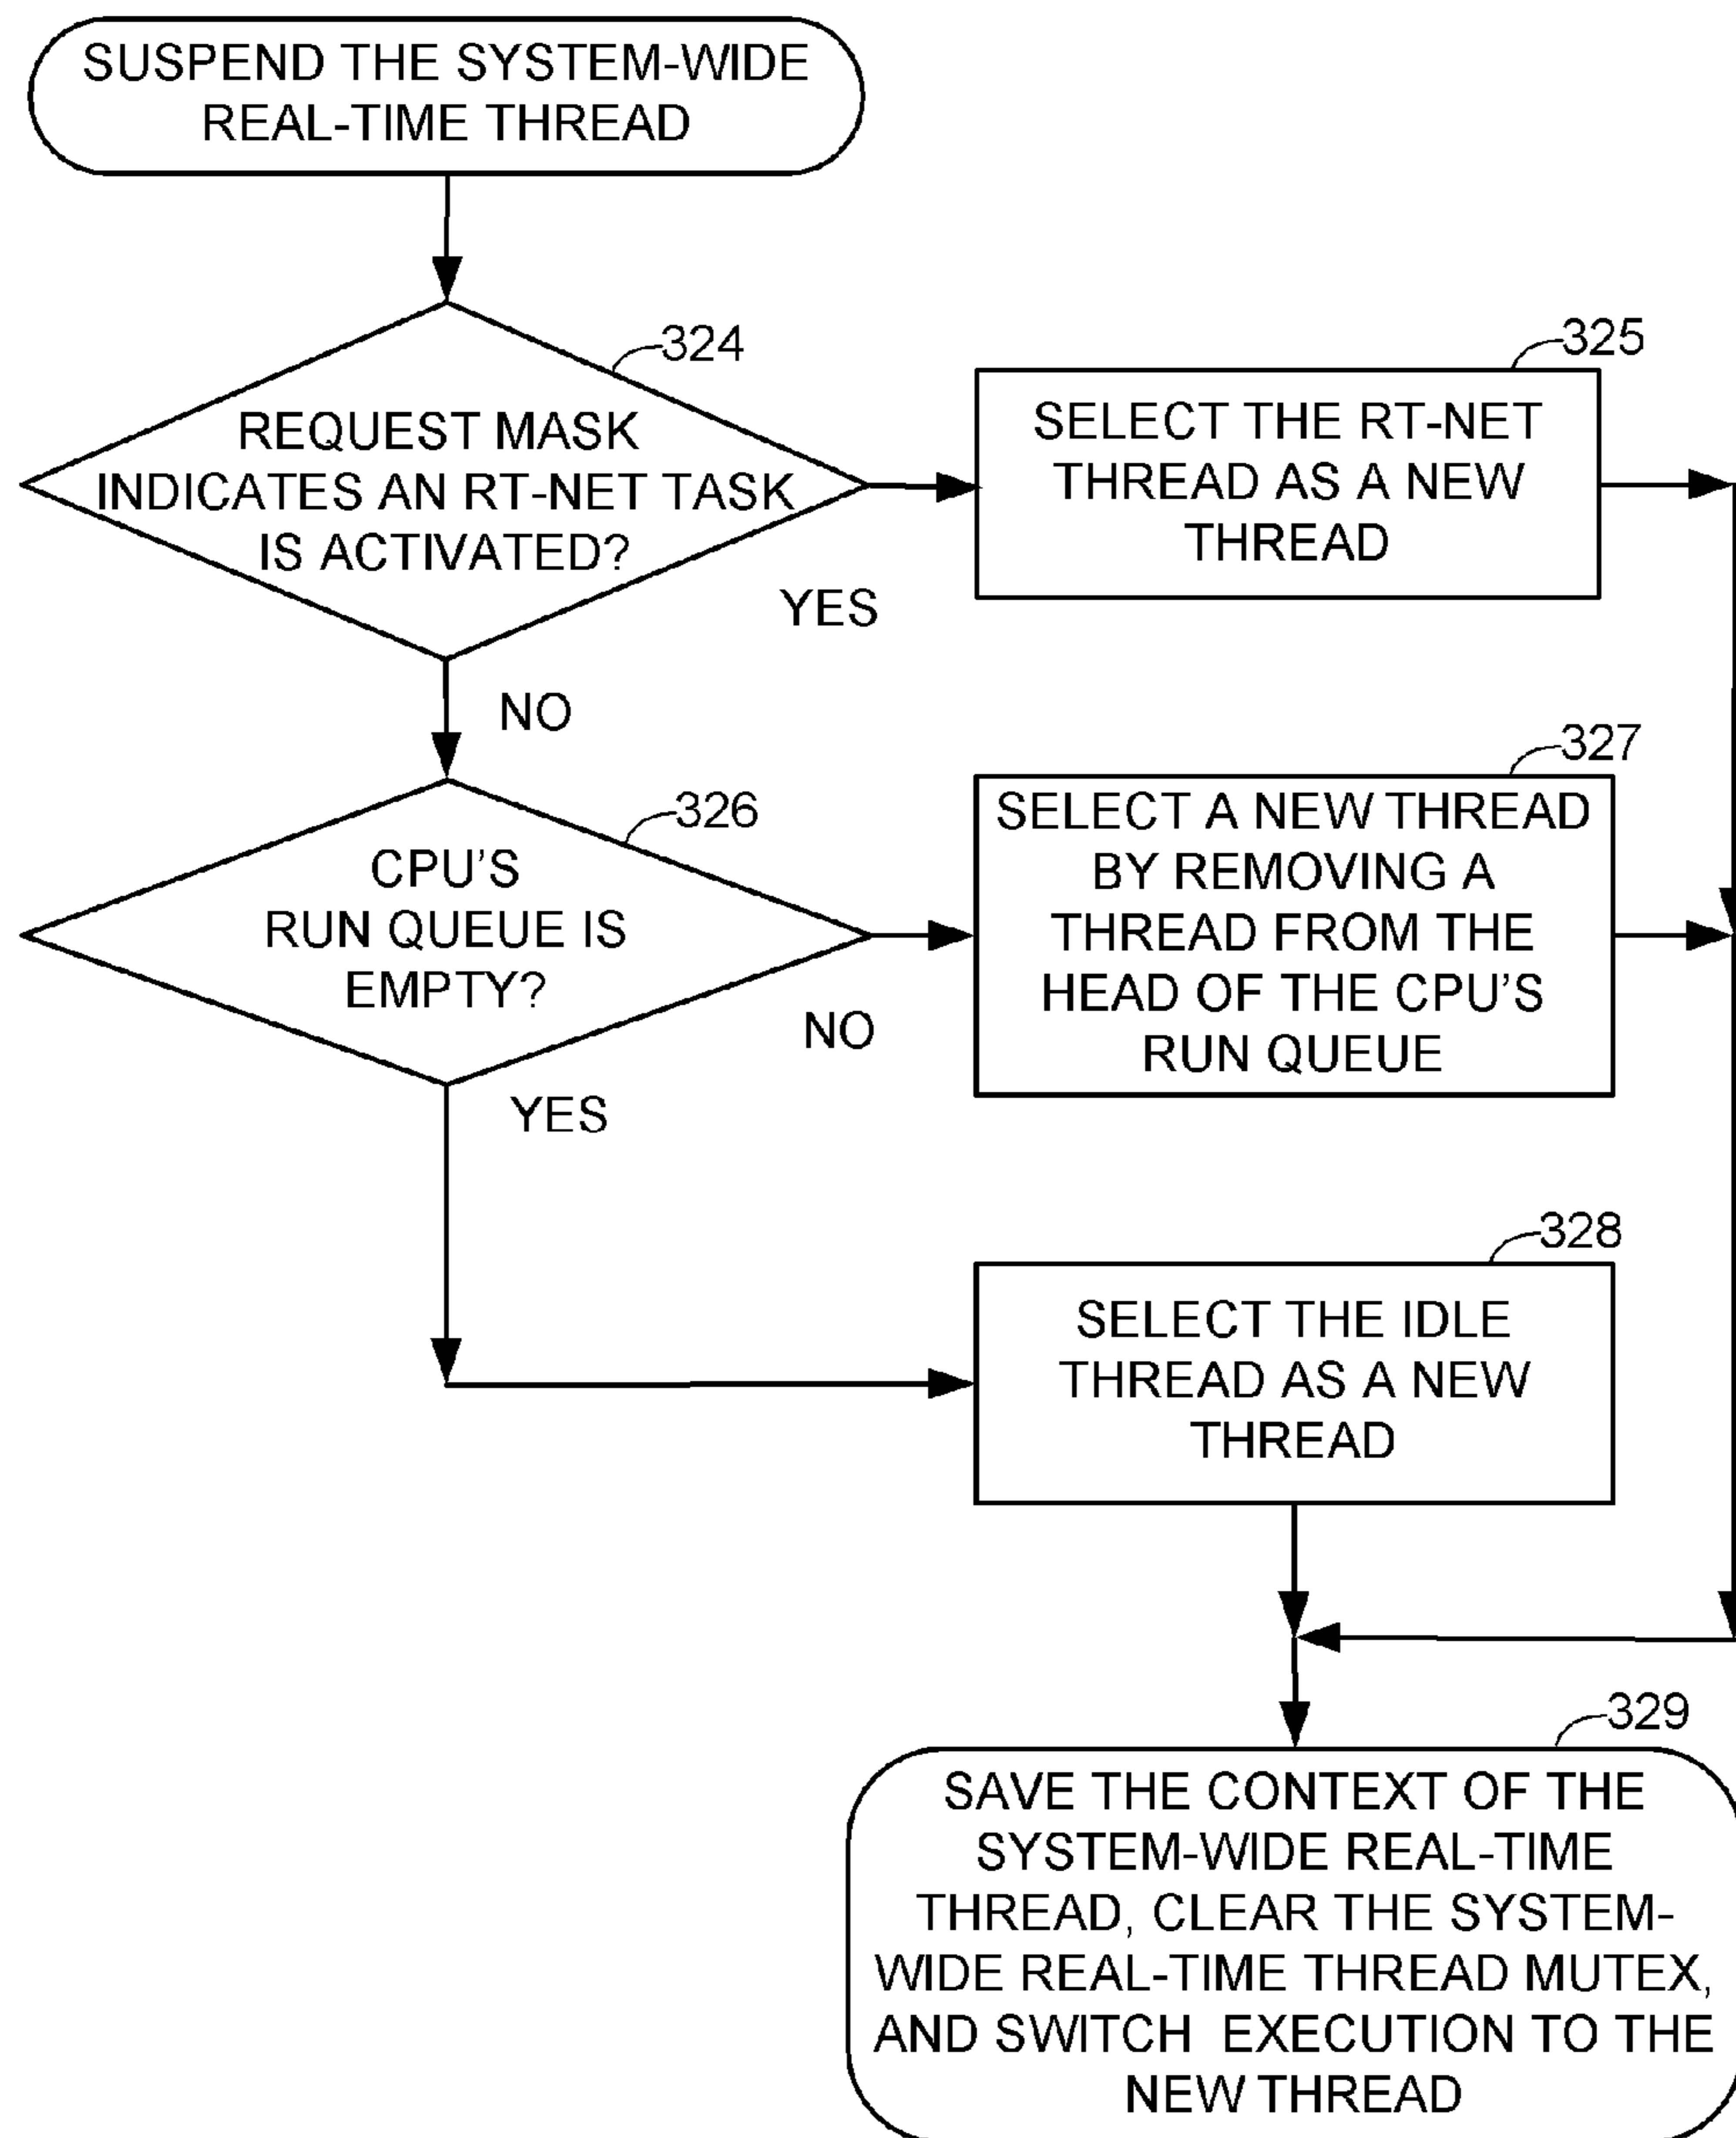 SUSPEND THE SYSTEM-WIDE
REAL-TIME THREAD
324
REQUEST MASK
INDICATES AN RT-NET TASK
IS ACTIVATED?
YES
NO
325
SELECT THE RT-NET
THREAD AS A NEW
THREAD
326
CPU'S
RUN QUEUE IS
EMPTY?
NO
YES
327
SELECT A NEW THREAD
BY REMOVING A
THREAD FROM THE
HEAD OF THE CPU'S
RUN QUEUE
328
SELECT THE IDLE
THREAD AS A NEW
THREAD
329
SAVE THE CONTEXT OF THE
SYSTEM-WIDE REAL-TIME
THREAD, CLEAR THE SYSTEM-
WIDE REAL-TIME THREAD MUTEX,
AND SWITCH EXECUTION TO THE
NEW THREAD